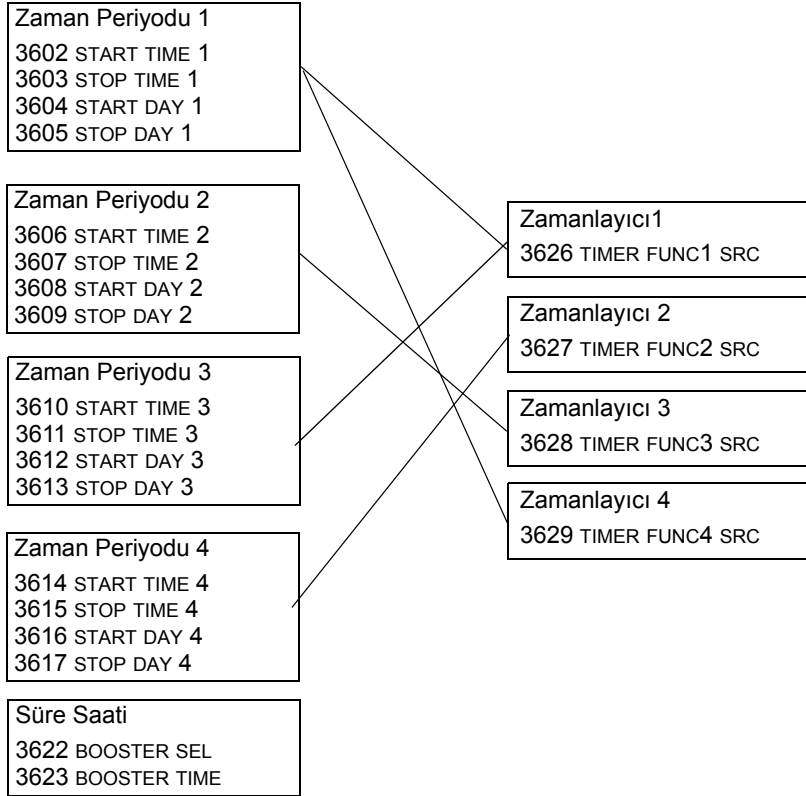 Zaman Periyodu 1
3602 START TIME 1
3603 STOP TIME 1
3604 START DAY 1
3605 STOP DAY 1
Zaman Periyodu 2
3606 START TIME 2
3607 STOP TIME 2
3608 START DAY 2
3609 STOP DAY 2
Zaman Periyodu 3
3610 START TIME 3
3611 STOP TIME 3
3612 START DAY 3
3613 STOP DAY 3
Zaman Periyodu 4
3614 START TIME 4
3615 STOP TIME 4
3616 START DAY 4
3617 STOP DAY 4
Süre Saati
3622 BOOSTER SEL
3623 BOOSTER TIME
Zamanlayıcı1
3626 TIMER FUNC1 SRC
Zamanlayıcı 2
3627 TIMER FUNC2 SRC
Zamanlayıcı 3
3628 TIMER FUNC3 SRC
Zamanlayıcı 4
3629 TIMER FUNC4 SRC